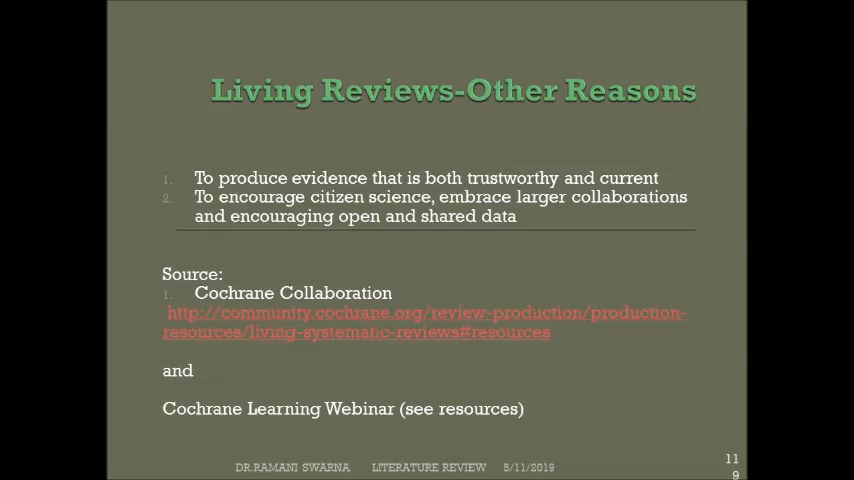 Living Reviews-Other Reasons
1. To produce evidence that is both trustworthy and current
2. To encourage citizen science, embrace larger collaborations
and encouraging open and shared data
Source:
1. Cochrane Collaboration
http://community.cochrane.org/review-production/production-
resources/living-systematic-reviews#resources
and
Cochrane Learning Webinar (see resources)
DR.RAMANI SWARNA LITERATURE REVIEW 5/11/2019
11
9